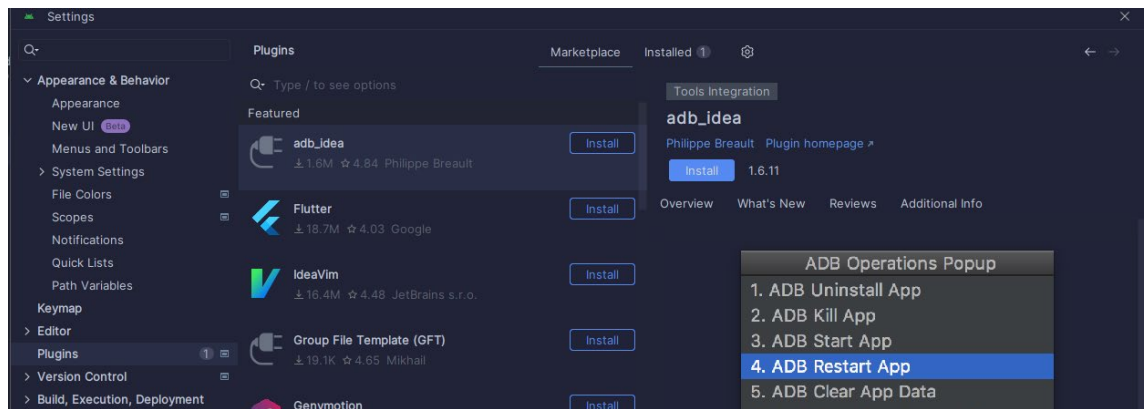 Settings
Appearance & Behavior
Appearance
New UI Beta
Menus and Toolbars
System Settings
File Colors
Scopes
Notifications
Quick Lists
Path Variables
Keymap
Editor
Plugins 1
Version Control
Build, Execution, Deployment
Plugins Marketplace Installed 1
Type / to see options
Featured
adb_idea Install
1.6M 4.84 Philippe Breault
Flutter Install
18.7M 4.03 Google
IdeaVim Install
16.4M 4.48 JetBrains s.r.o.
Group File Template (GFT) Install
19.1K 4.65 Mikhail
Genymotion Install
Tools Integration
adb_idea
Philippe Breault Plugin homepage
Install 1.6.11
Overview What's New Reviews Additional Info
ADB Operations Popup
1. ADB Uninstall App
2. ADB Kill App
3. ADB Start App
4. ADB Restart App
5. ADB Clear App Data